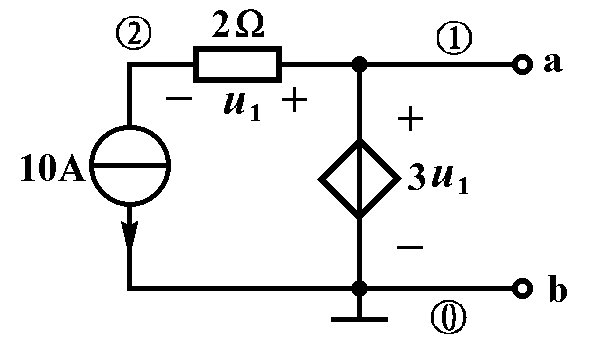 ② 2Ω ① a
− u₁ +
+
10A 3u₁
−
b
⓪